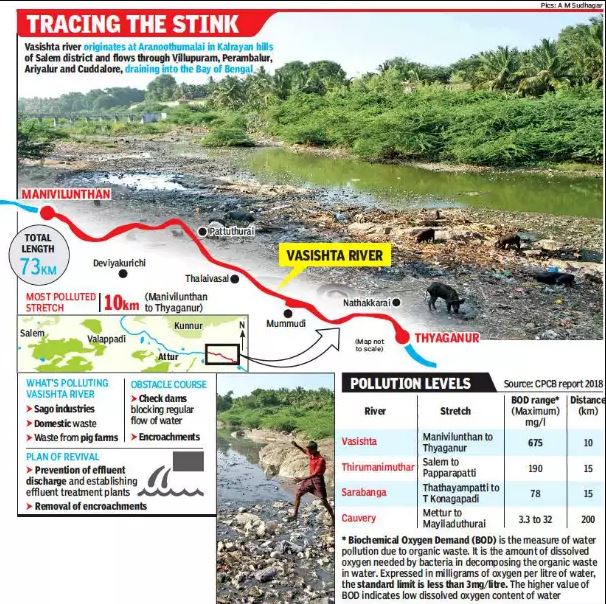 Pics: A M Sudhagar
TRACING THE STINK
Vasishta river originates at Aranoothumalai in Kalrayan hills
of Salem district and flows through Villupuram, Perambalur,
Ariyalur and Cuddalore, draining into the Bay of Bengal
MANIVILUNTHAN
TOTAL
LENGTH
73KM
Pattuthurai
VASISHTA RIVER
Deviyakurichi
Thalaivasal
MOST POLLUTED
STRETCH
10km
(Manivilunthan
to Thyaganur)
Nathakkarai
Mummudi
THYAGANUR
(Map not
to scale)
Salem
Valappadi
Kunnur
Attur
N
WHAT'S POLLUTING
VASISHTA RIVER
> Sago industries
> Domestic waste
> Waste from pig farms
OBSTACLE COURSE
> Check dams
blocking regular
flow of water
> Encroachments
PLAN OF REVIVAL
> Prevention of effluent
discharge and establishing
effluent treatment plants
> Removal of encroachments
POLLUTION LEVELS
Source: CPCB report 2018
River
Stretch
BOD range*
(Maximum)
mg/l
Distance
(km)
Vasishta
Manivilunthan to
Thyaganur
675
10
Thirumanimuthar
Salem to
Papparapatti
190
15
Sarabanga
Thathayampatti to
T Konagapadi
78
15
Cauvery
Mettur to
Mayiladuthurai
3.3 to 32
200
* Biochemical Oxygen Demand (BOD) is the measure of water
pollution due to organic waste. It is the amount of dissolved
oxygen needed by bacteria in decomposing the organic waste
in water. Expressed in milligrams of oxygen per litre of water,
the standard limit is less than 3mg/litre. The higher value of
BOD indicates low dissolved oxygen content of water